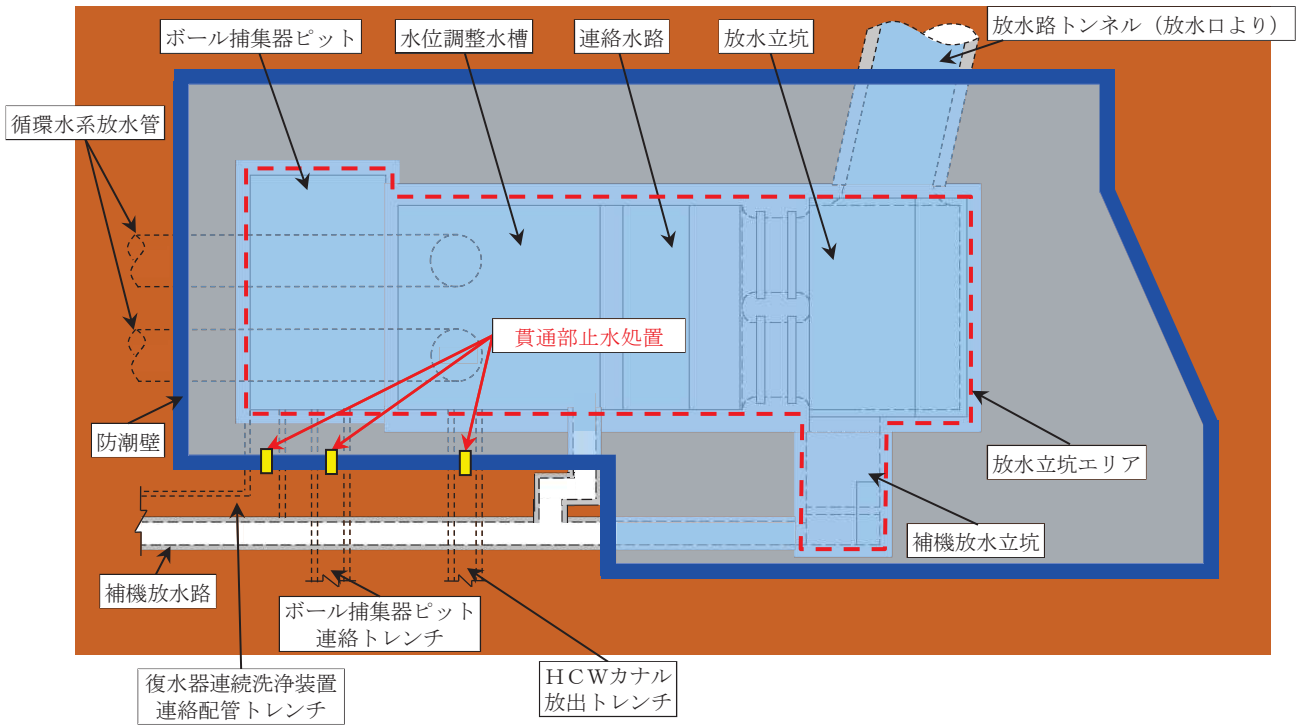 放水路トンネル（放水口より）
ボール捕集器ピット
水位調整水槽
連絡水路
放水立坑
循環水系放水管
貫通部止水処置
防潮壁
放水立坑エリア
補機放水立坑
補機放水路
ボール捕集器ピット
連絡トレンチ
ＨＣＷカナル
放出トレンチ
復水器連続洗浄装置
連絡配管トレンチ